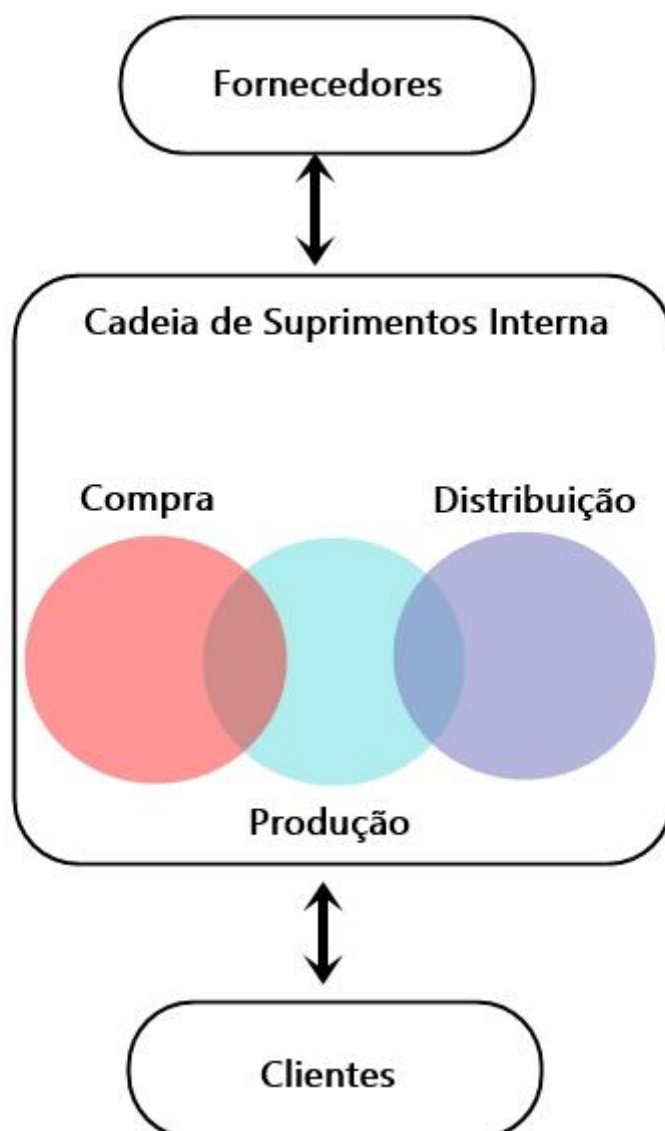 Fornecedores
Cadeia de Suprimentos Interna
Compra
Distribuição
Produção
Clientes